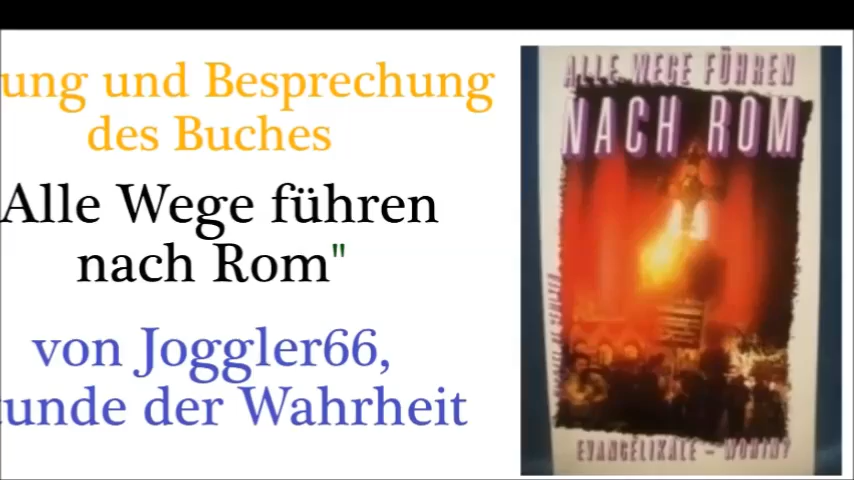 ung und Besprechung
des Buches
Alle Wege führen
nach Rom"
von Joggler66,
tunde der Wahrheit
ALLE WEGE FÜHREN
NACH ROM
EVANGELIKALE – WOHIN?